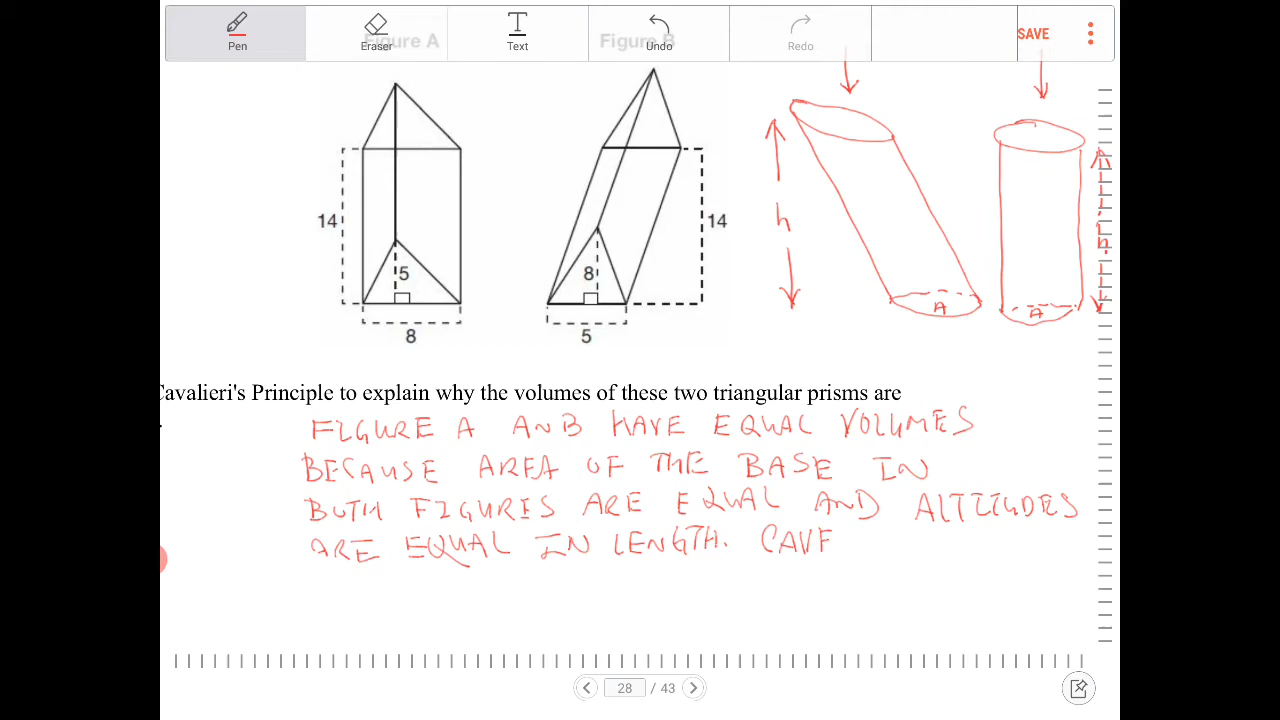 Pen
Eraser
Text
Undo
Redo
SAVE
Figure A
Figure B
14
5
8
8
5
14
h
A
A
h
Cavalieri's Principle to explain why the volumes of these two triangular prisms are
FIGURE A AND B HAVE EQUAL VOLUMES
BECAUSE AREA OF THE BASE IN
BOTH FIGURES ARE EQUAL AND ALTITUDES
ARE EQUAL IN LENGTH. CAVE
28 / 43